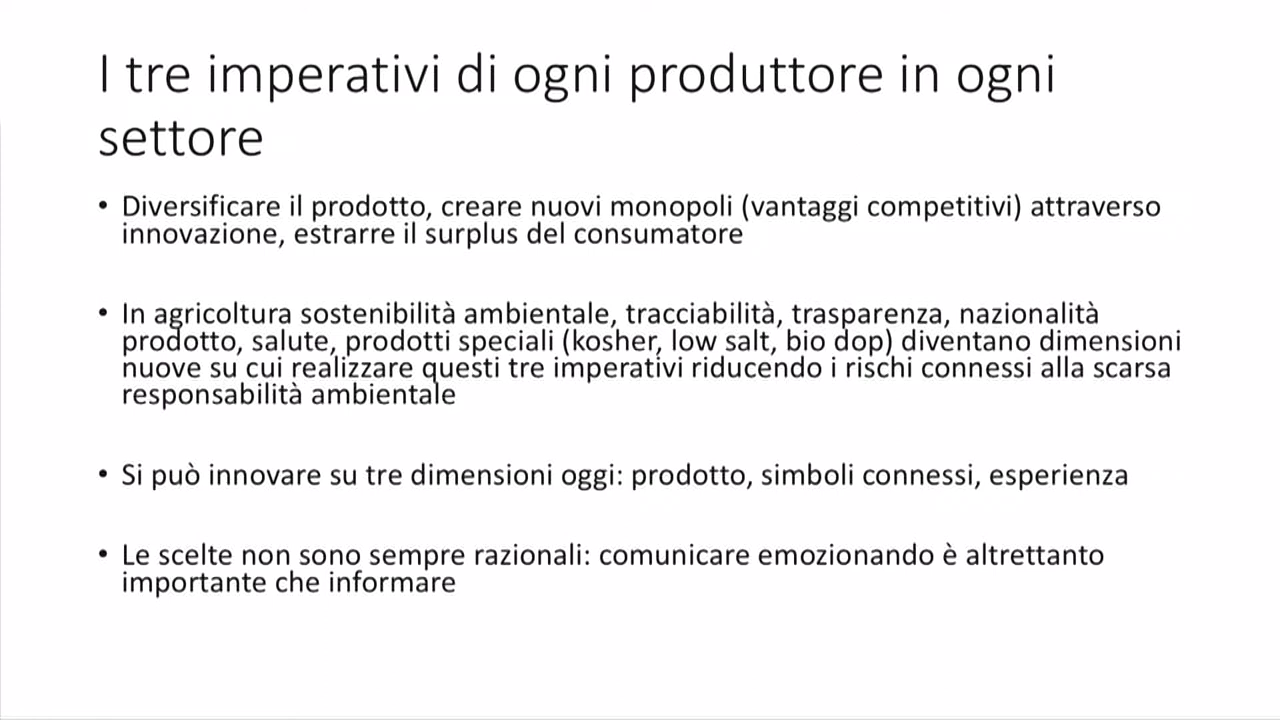 I tre imperativi di ogni produttore in ogni
settore
• Diversificare il prodotto, creare nuovi monopoli (vantaggi competitivi) attraverso
innovazione, estrarre il surplus del consumatore
• In agricoltura sostenibilità ambientale, tracciabilità, trasparenza, nazionalità
prodotto, salute, prodotti speciali (kosher, low salt, bio dop) diventano dimensioni
nuove su cui realizzare questi tre imperativi riducendo i rischi connessi alla scarsa
responsabilità ambientale
• Si può innovare su tre dimensioni oggi: prodotto, simboli connessi, esperienza
• Le scelte non sono sempre razionali: comunicare emozionando è altrettanto
importante che informare